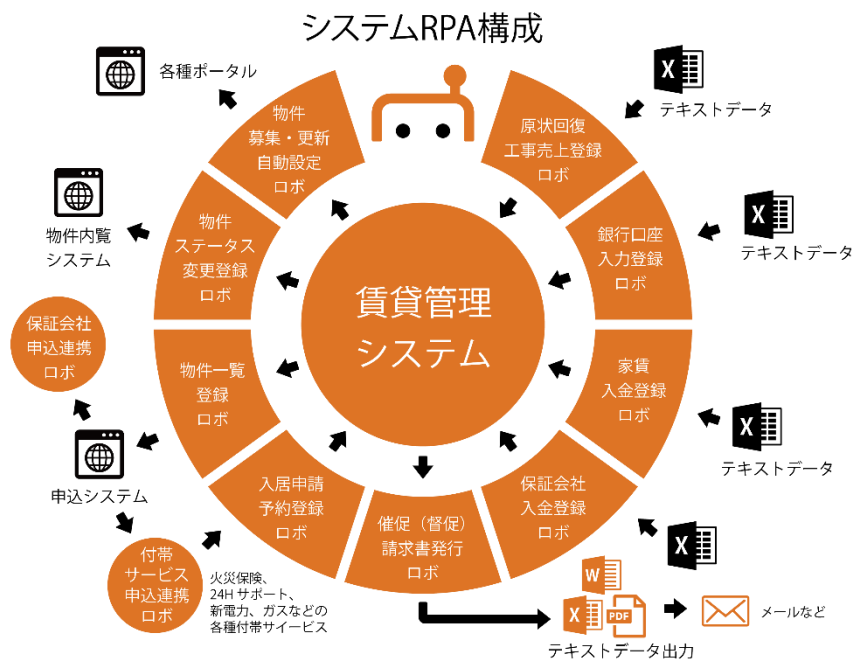 システムRPA構成
各種ポータル
物件
募集・更新
自動設定
ロボ
原状回復
工事売上登録
ロボ
X
テキストデータ
物件内覧
システム
物件
ステータス
変更登録
ロボ
銀行口座
入力登録
ロボ
X
テキストデータ
賃貸管理
システム
保証会社
申込連携
ロボ
物件一覧
登録
ロボ
家賃
入金登録
ロボ
X
テキストデータ
申込システム
入居申請
予約登録
ロボ
催促（督促）
請求書発行
ロボ
保証会社
入金登録
ロボ
X
付帯
サービス
申込連携
ロボ
火災保険、
24Hサポート、
新電力、ガスなどの
各種付帯サイービス
W
X
PDF
メールなど
テキストデータ出力